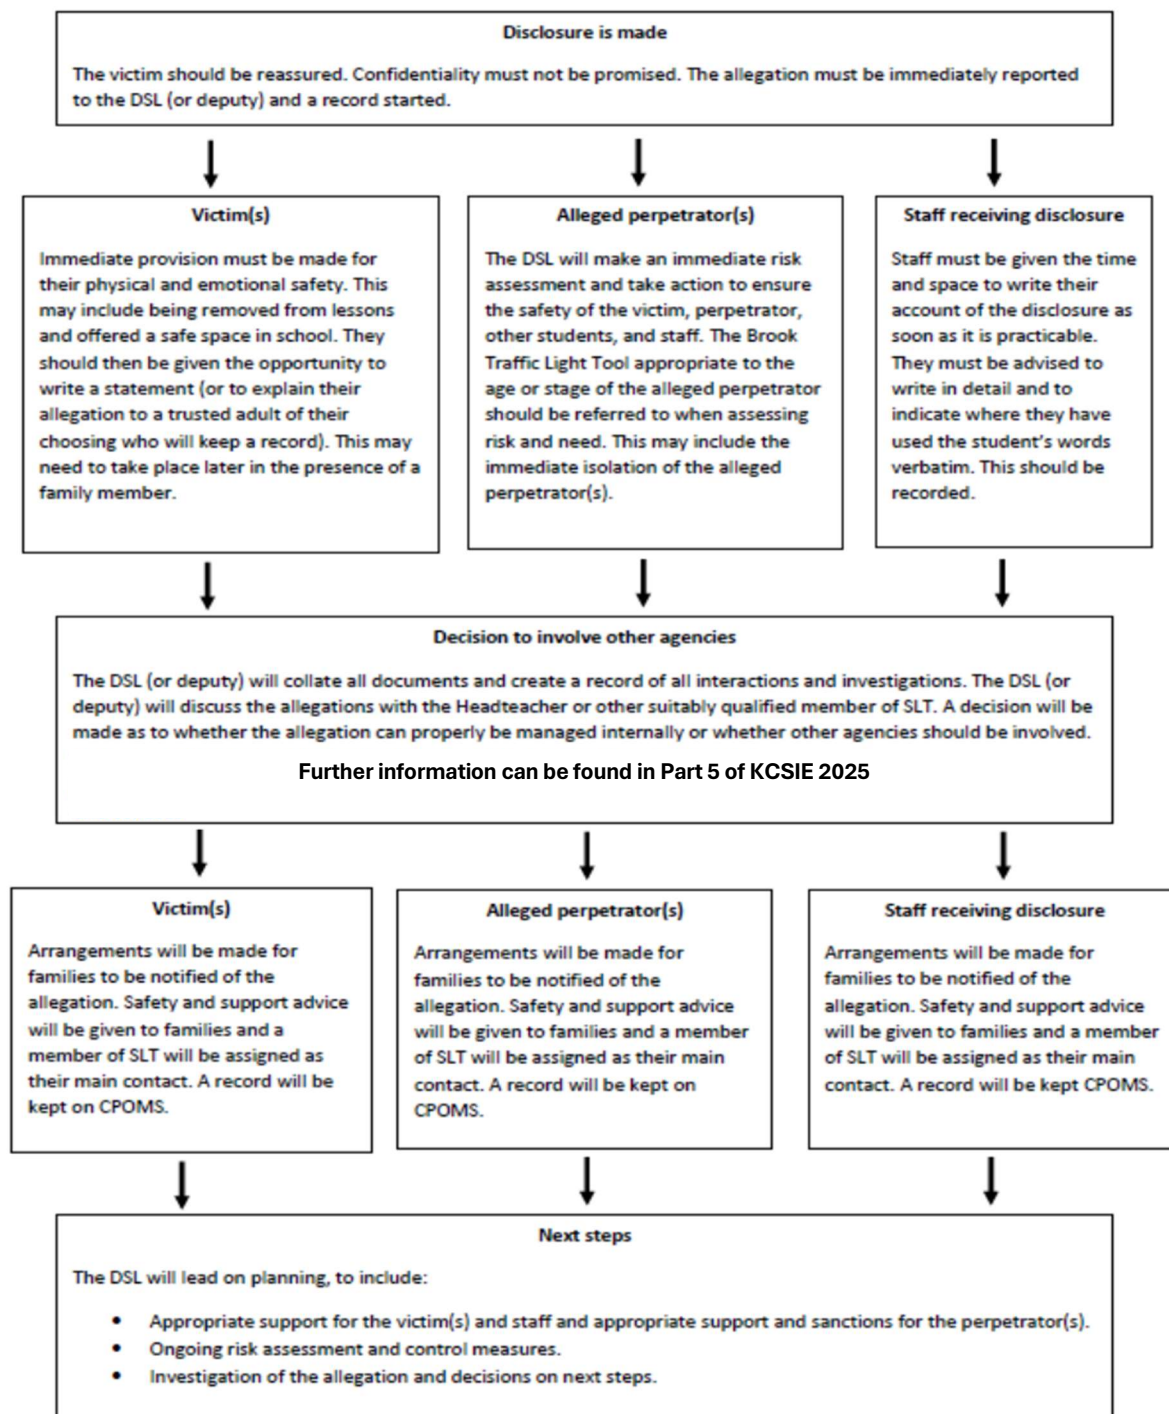 Disclosure is made
The victim should be reassured. Confidentiality must not be promised. The allegation must be immediately reported
to the DSL (or deputy) and a record started.
Victim(s)
Immediate provision must be made for
their physical and emotional safety. This
may include being removed from lessons
and offered a safe space in school. They
should then be given the opportunity to
write a statement (or to explain their
allegation to a trusted adult of their
choosing who will keep a record). This may
need to take place later in the presence of a
family member.
Alleged perpetrator(s)
The DSL will make an immediate risk
assessment and take action to ensure
the safety of the victim, perpetrator,
other students, and staff. The Brook
Traffic Light Tool appropriate to the
age or stage of the alleged perpetrator
should be referred to when assessing
risk and need. This may include the
immediate isolation of the alleged
perpetrator(s).
Staff receiving disclosure
Staff must be given the time
and space to write their
account of the disclosure as
soon as it is practicable.
They must be advised to
write in detail and to
indicate where they have
used the student's words
verbatim. This should be
recorded.
Decision to involve other agencies
The DSL (or deputy) will collate all documents and create a record of all interactions and investigations. The DSL (or
deputy) will discuss the allegations with the Headteacher or other suitably qualified member of SLT. A decision will be
made as to whether the allegation can properly be managed internally or whether other agencies should be involved.
Further information can be found in Part 5 of KCSIE 2025
Victim(s)
Arrangements will be made for
families to be notified of the
allegation. Safety and support advice
will be given to families and a
member of SLT will be assigned as
their main contact. A record will be
kept on CPOMS.
Alleged perpetrator(s)
Arrangements will be made for
families to be notified of the
allegation. Safety and support advice
will be given to families and a member
of SLT will be assigned as their main
contact. A record will be kept on
CPOMS.
Staff receiving disclosure
Arrangements will be made for
families to be notified of the
allegation. Safety and support advice
will be given to families and a member
of SLT will be assigned as their main
contact. A record will be kept CPOMS.
Next steps
The DSL will lead on planning, to include:
• Appropriate support for the victim(s) and staff and appropriate support and sanctions for the perpetrator(s).
• Ongoing risk assessment and control measures.
• Investigation of the allegation and decisions on next steps.